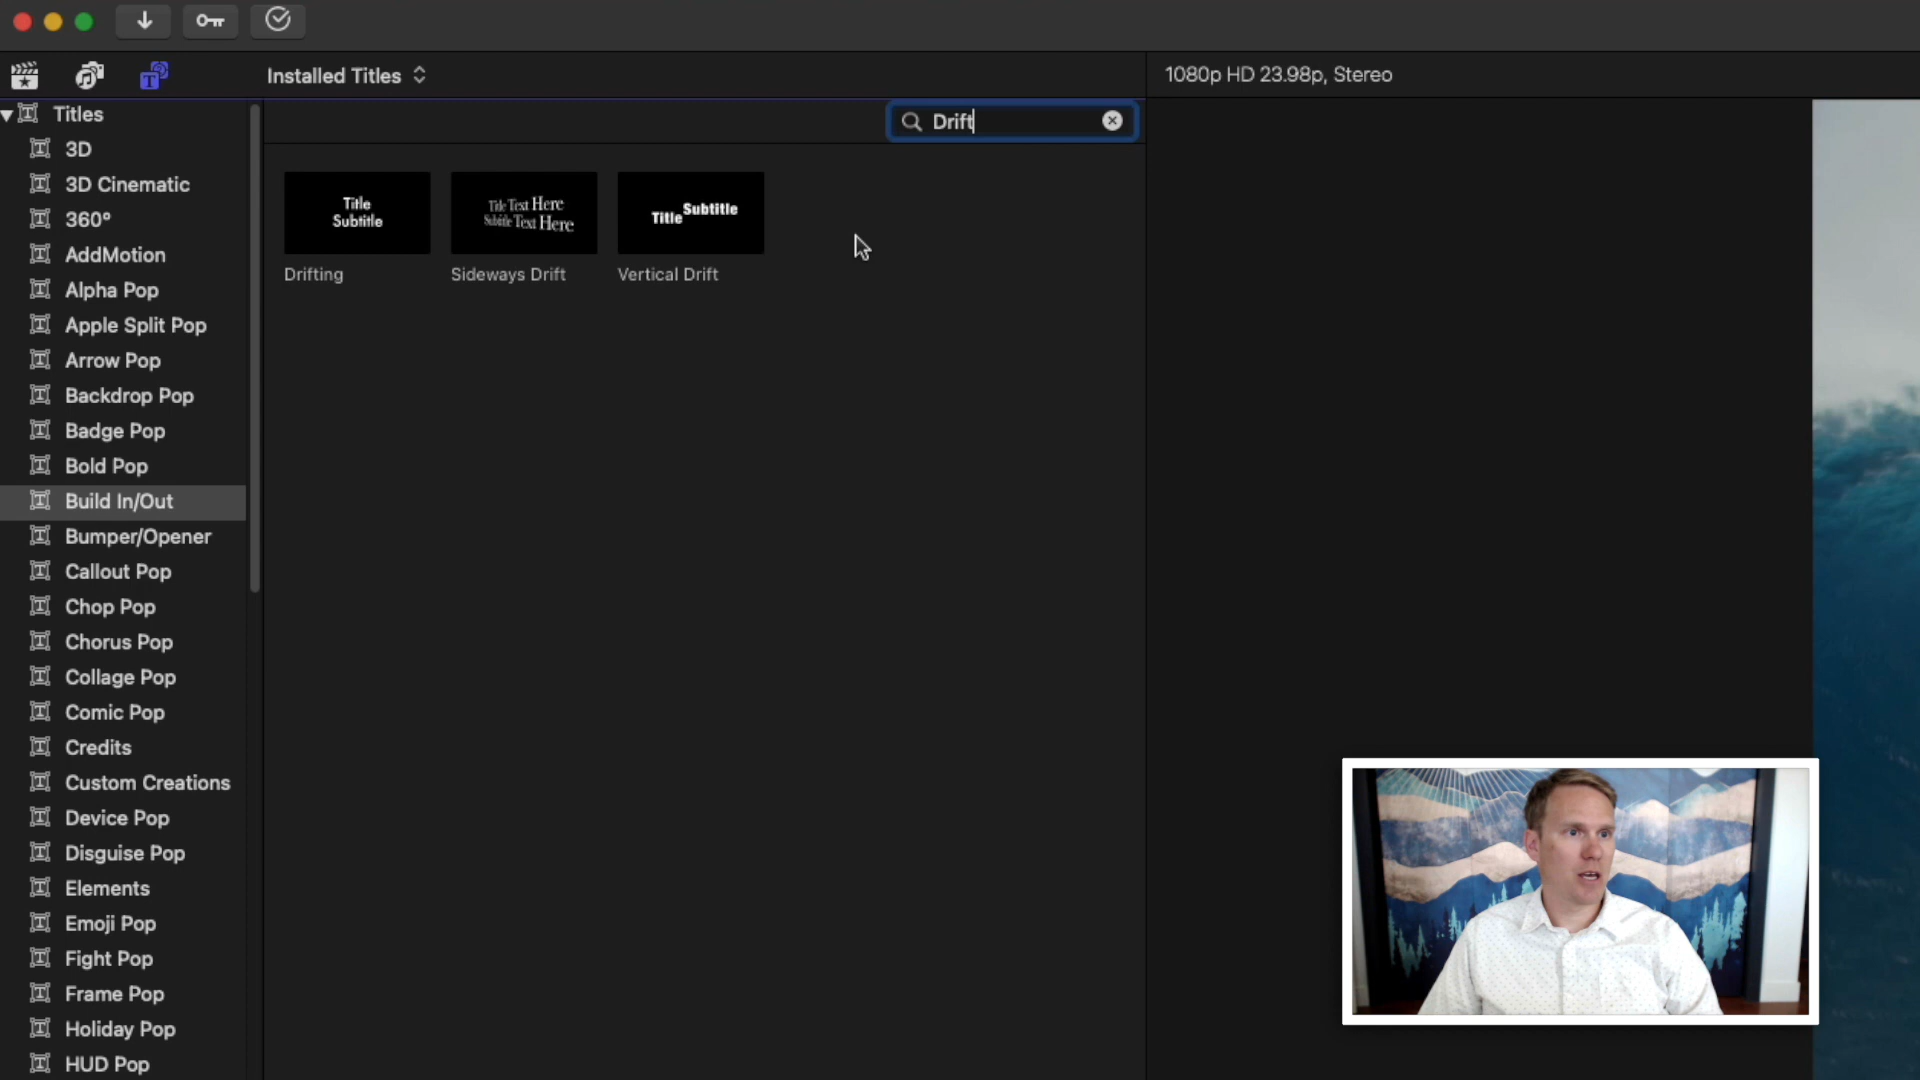 Installed Titles
1080p HD 23.98p, Stereo
Titles
3D
3D Cinematic
360°
AddMotion
Alpha Pop
Apple Split Pop
Arrow Pop
Backdrop Pop
Badge Pop
Bold Pop
Build In/Out
Bumper/Opener
Callout Pop
Chop Pop
Chorus Pop
Collage Pop
Comic Pop
Credits
Custom Creations
Device Pop
Disguise Pop
Elements
Emoji Pop
Fight Pop
Frame Pop
Holiday Pop
HUD Pop
Drift
Title
Subtitle
Drifting
Title Text Here
Subtitle Text Here
Sideways Drift
Title Subtitle
Vertical Drift